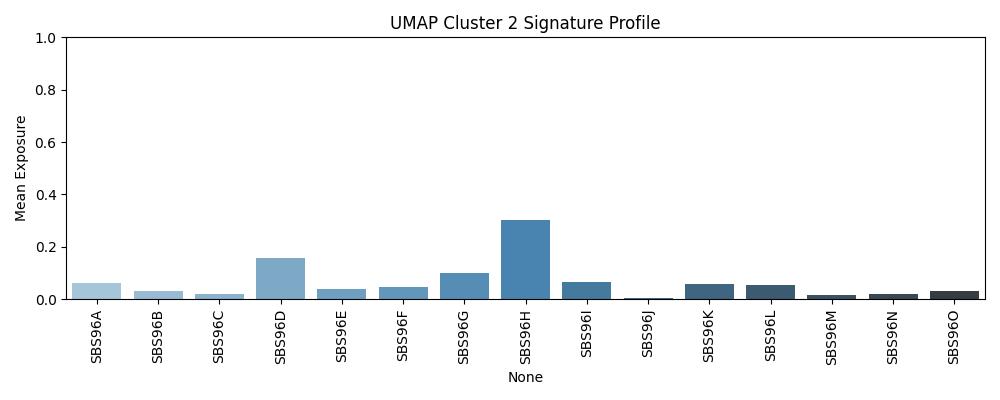 UMAP Cluster 2 Signature Profile
Mean Exposure
1.0
0.8
0.6
0.4
0.2
0.0
SBS96A
SBS96B
SBS96C
SBS96D
SBS96E
SBS96F
SBS96G
SBS96H
SBS96I
SBS96J
SBS96K
SBS96L
SBS96M
SBS96N
SBS96O
None